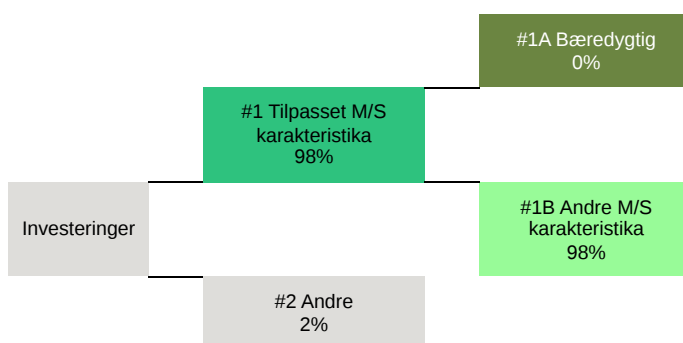 #1A Bæredygtig
0%
#1 Tilpasset M/S
karakteristika
98%
Investeringer
#1B Andre M/S
karakteristika
98%
#2 Andre
2%